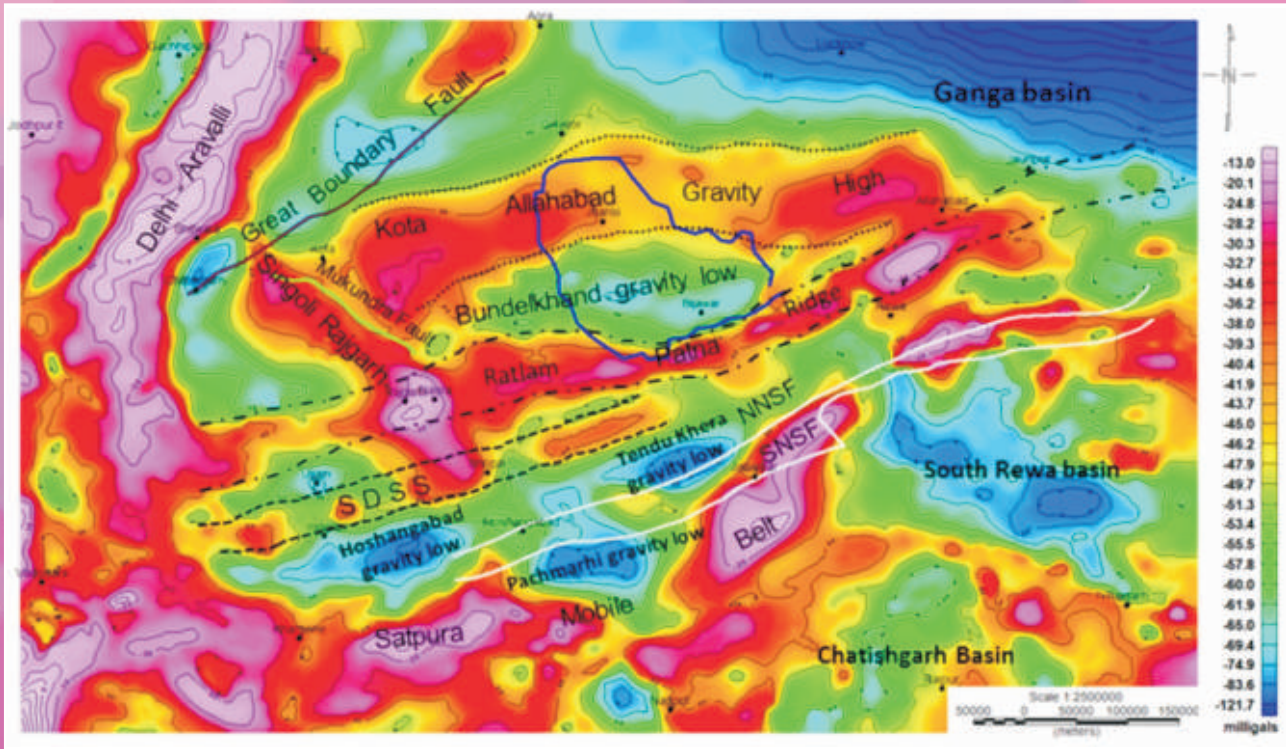 Agra
N
Ganga basin
Fault
Great Boundary
Delhi - Aravalli
Allahabad
Gravity
High
Kota
Mukundra Fault
Singoli Rajgarh
Bundelkhand gravity low
Ridge
Patna
Ratlam
NNSF
Tendu Khera
gravity low
SNSF
South Rewa basin
S D S S
Hoshangabad
gravity low
Belt
Pachmarhi gravity low
Mobile
Satpura
Chatishgarh Basin
-13.0
-20.1
-24.8
-28.2
-30.3
-32.7
-34.6
-36.2
-38.0
-39.3
-40.4
-41.9
-43.7
-45.0
-46.2
-47.9
-49.6
-51.3
-53.4
-55.5
-57.8
-60.0
-61.9
-65.0
-69.4
-74.9
-83.6
-121.7
milligals
Scale 1:2500000
50000 0 50000 100000 150000
(meters)